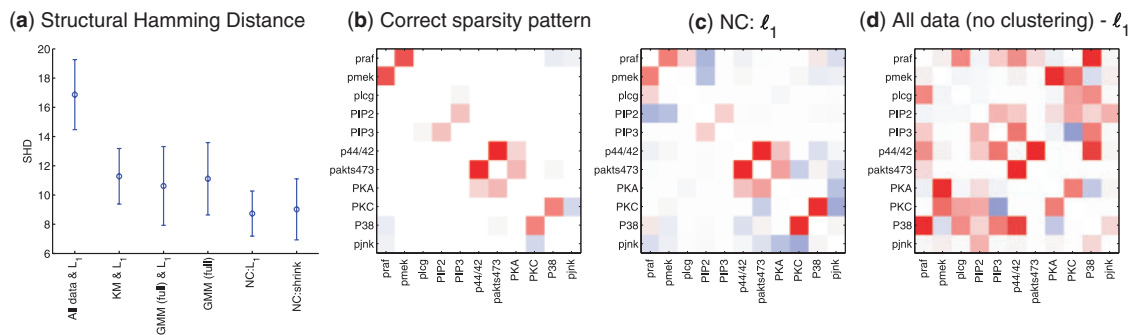 (a) Structural Hamming Distance
20
18
16
14
12
10
8
6
SHD
All data & L1
KM & L1
GMM (full) & L1
GMM (full)
NC:L1
NC:shrink
(b) Correct sparsity pattern
praf
pmek
plcg
PIP2
PIP3
p44/42
pakts473
PKA
PKC
P38
pjnk
praf
pmek
plcg
PIP2
PIP3
p44/42
pakts473
PKA
PKC
P38
pjnk
(c) NC: ℓ1
praf
pmek
plcg
PIP2
PIP3
p44/42
pakts473
PKA
PKC
P38
pjnk
praf
pmek
plcg
PIP2
PIP3
p44/42
pakts473
PKA
PKC
P38
pjnk
(d) All data (no clustering) - ℓ1
praf
pmek
plcg
PIP2
PIP3
p44/42
pakts473
PKA
PKC
P38
pjnk
praf
pmek
plcg
PIP2
PIP3
p44/42
pakts473
PKA
PKC
P38
pjnk